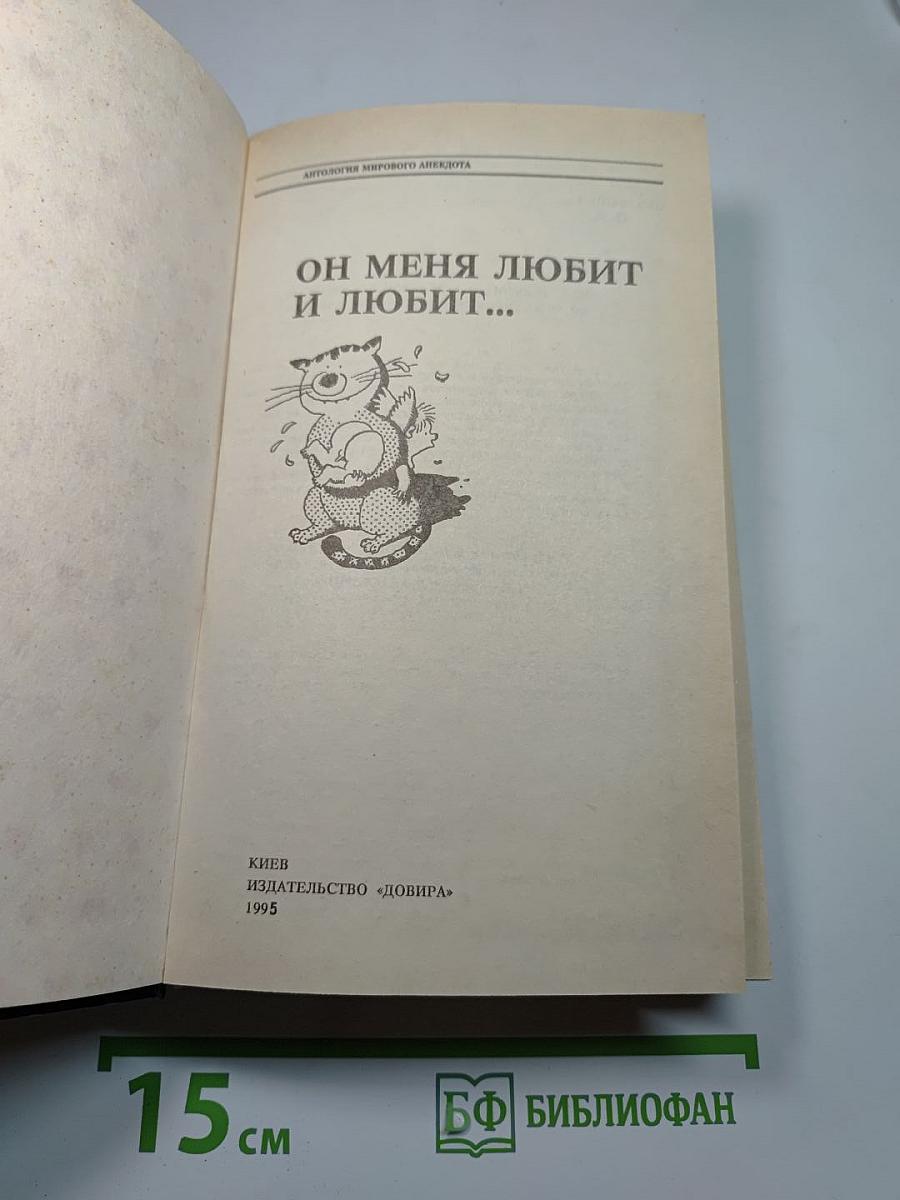 АНТОЛОГИЯ МИРОВОГО АНЕКДОТА
ОН МЕНЯ ЛЮБИТ
И ЛЮБИТ...
КИЕВ
ИЗДАТЕЛЬСТВО «ДОВИРА»
1995
15 см
БФ БИБЛИОФАН